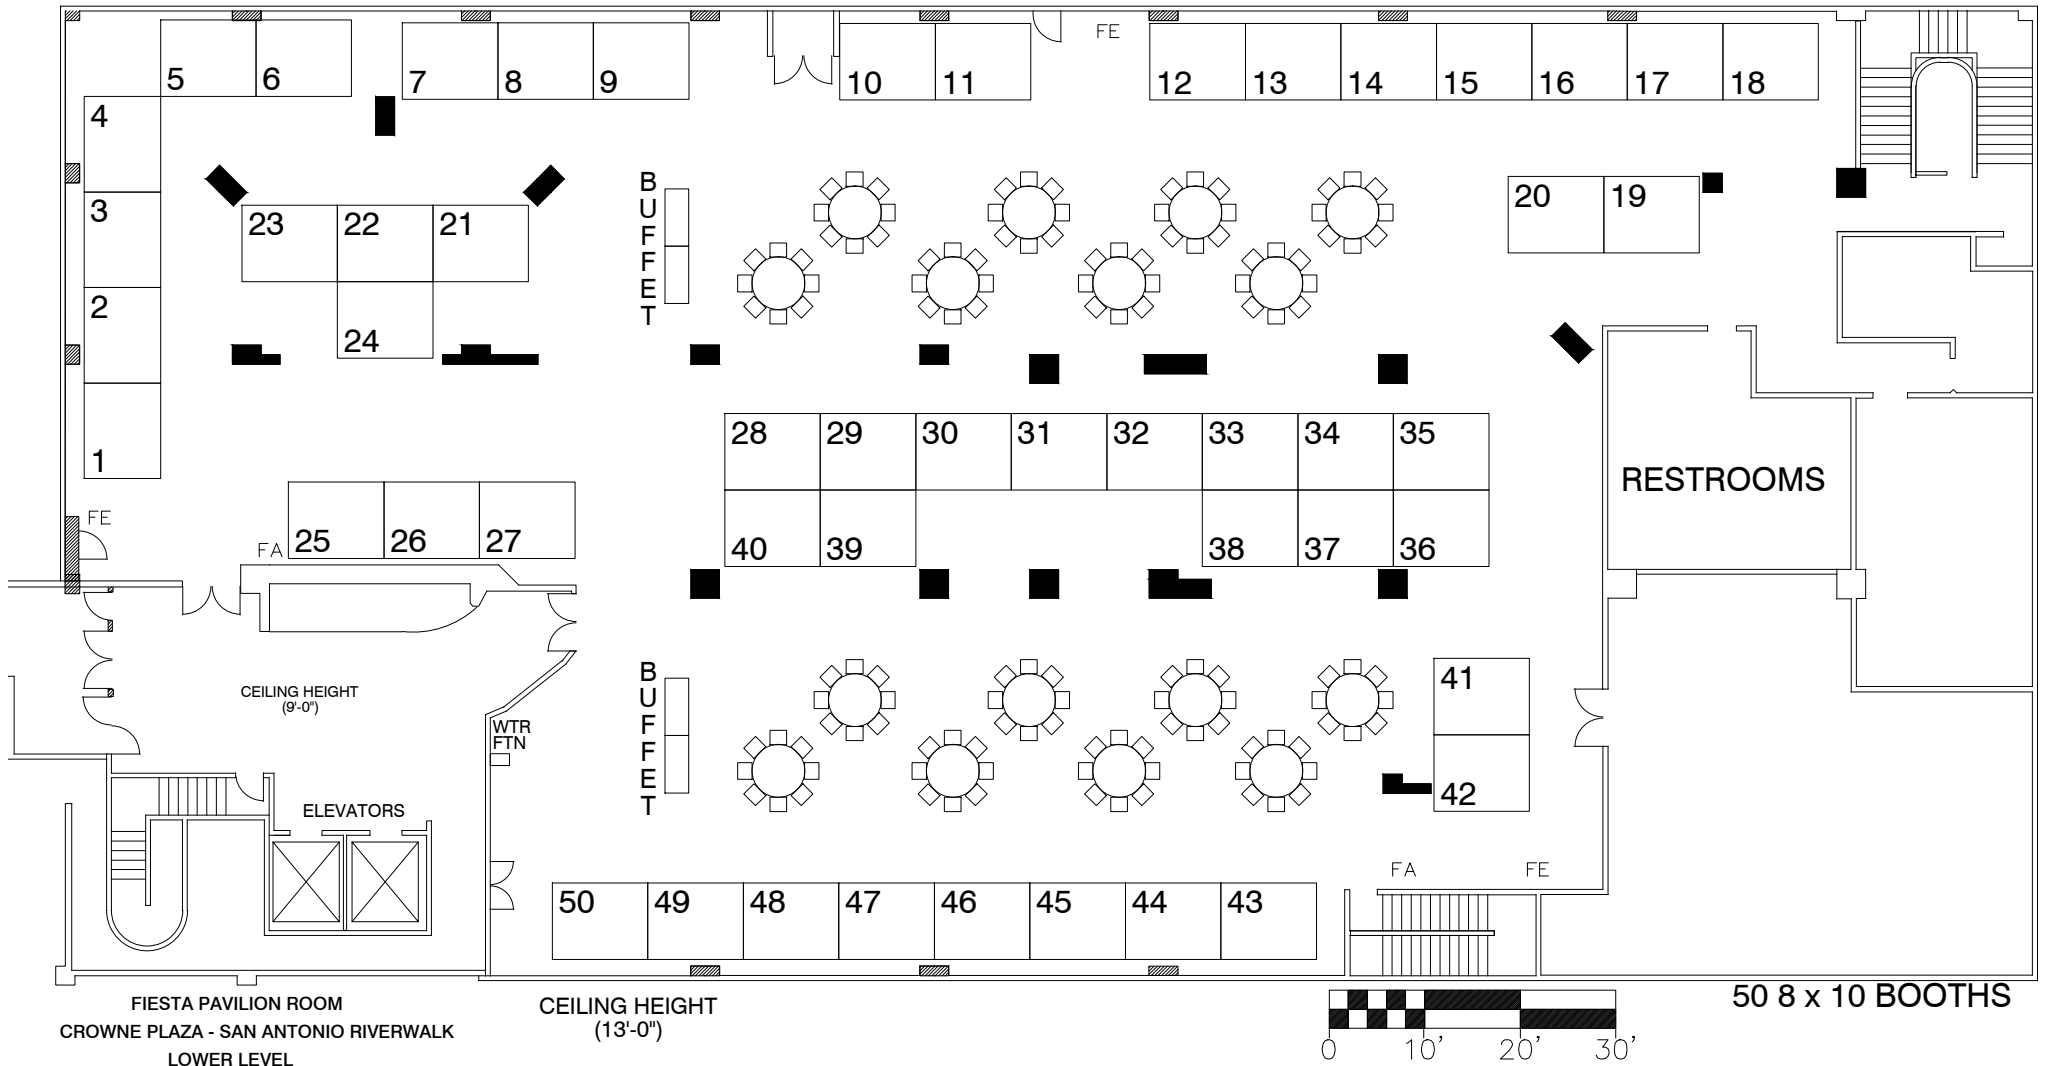 5 6 7 8 9 10 11 FE 12 13 14 15 16 17 18
4
3
2
1
23 22 21
24
BUFFET
20 19
28 29 30 31 32 33 34 35
40 39 38 37 36
RESTROOMS
FE
FA
25 26 27
CEILING HEIGHT
(9'-0")
WTR
FTN
ELEVATORS
BUFFET
41
42
FA FE
50 49 48 47 46 45 44 43
FIESTA PAVILION ROOM
CROWNE PLAZA - SAN ANTONIO RIVERWALK
LOWER LEVEL
CEILING HEIGHT
(13'-0")
0 10' 20' 30'
50 8 x 10 BOOTHS